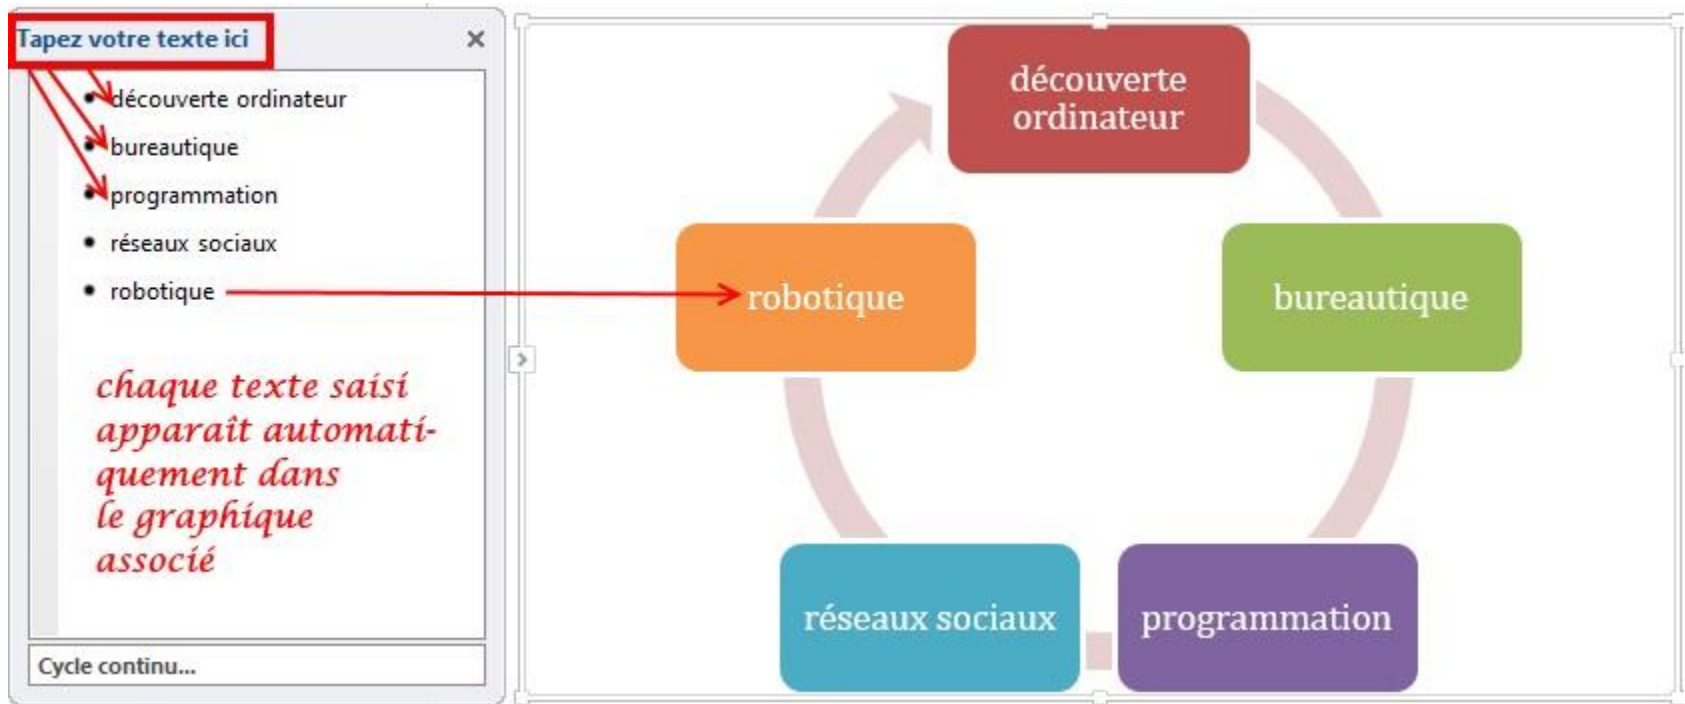 Tapez votre texte ici
découverte ordinateur
bureautique
programmation
réseaux sociaux
robotique
chaque texte saisi
apparaît automati-
quement dans
le graphique
associé
Cycle continu...
découverte
ordinateur
robotique
bureautique
réseaux sociaux
programmation